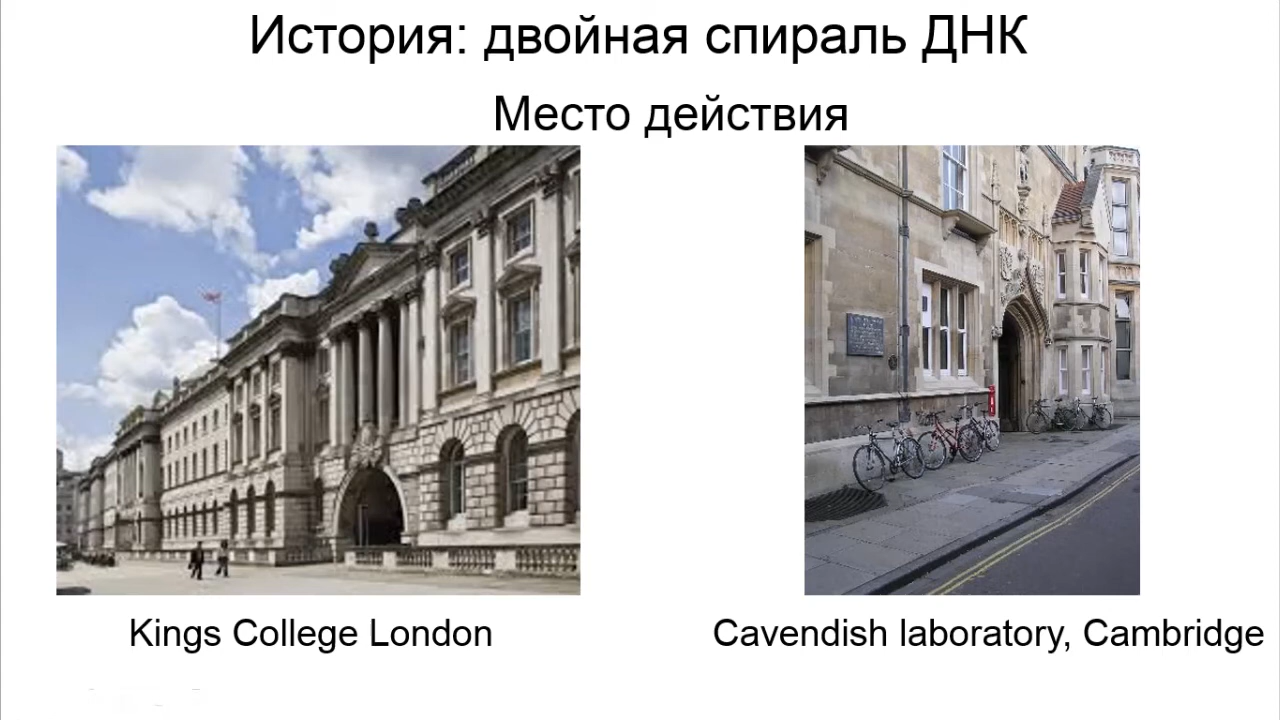 История: двойная спираль ДНК
Место действия
Kings College London
Cavendish laboratory, Cambridge